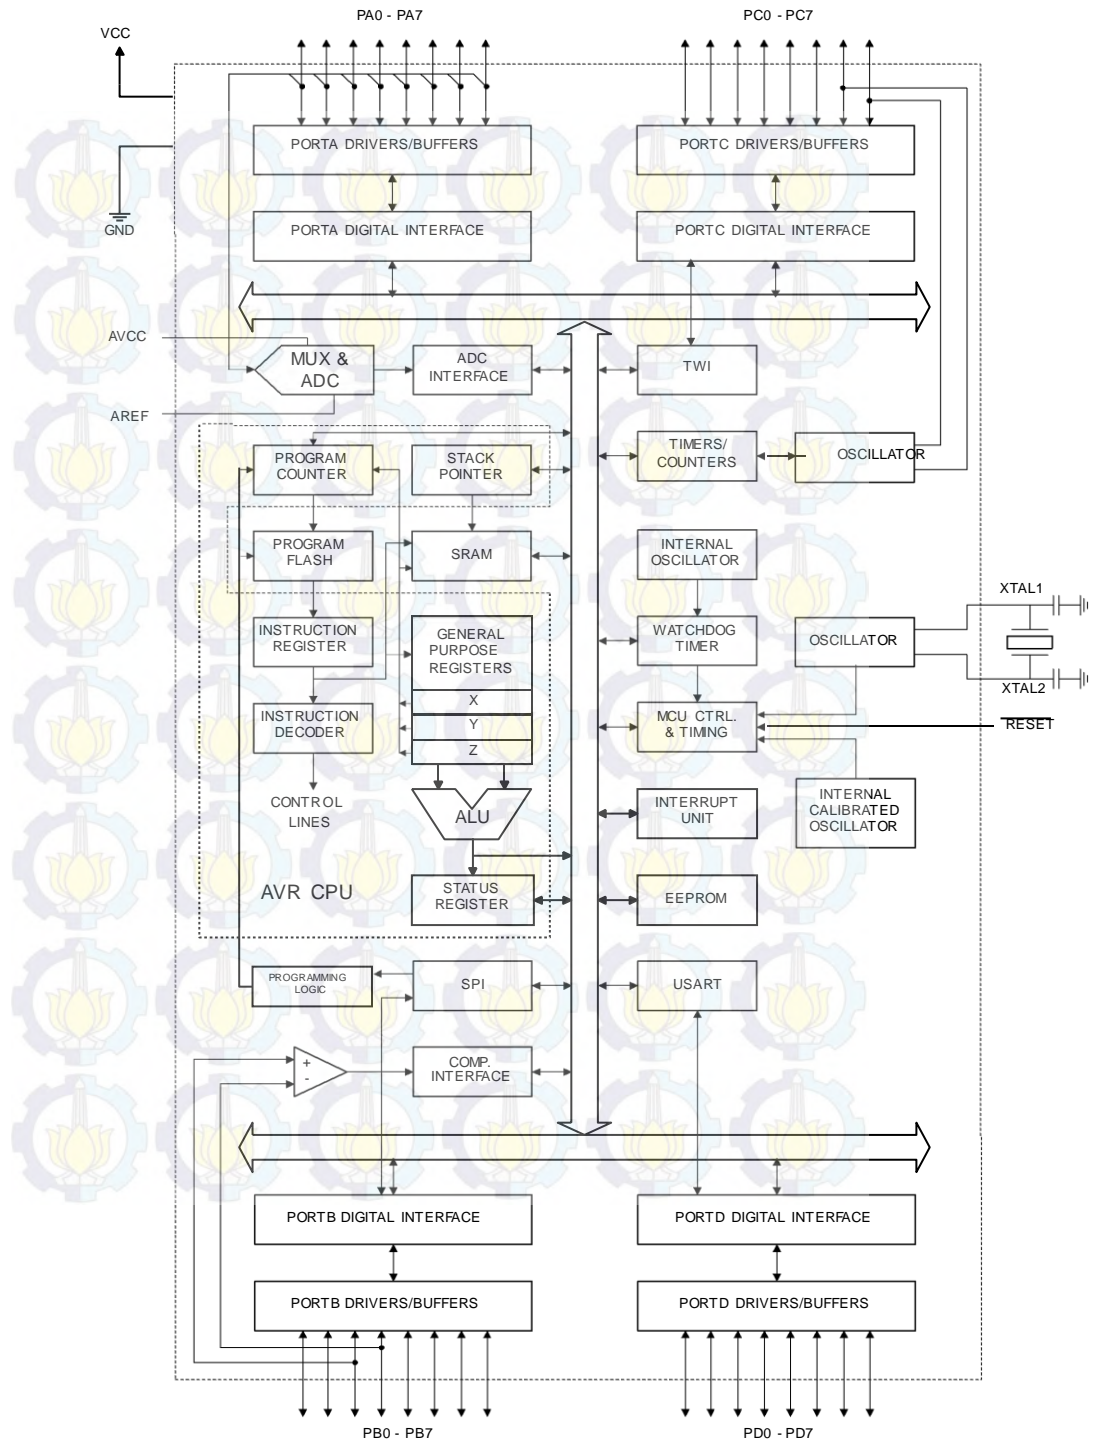 PA0 - PA7
PC0 - PC7
VCC
PORTA DRIVERS/BUFFERS
PORTC DRIVERS/BUFFERS
GND
PORTA DIGITAL INTERFACE
PORTC DIGITAL INTERFACE
AVCC
MUX &
ADC
ADC
INTERFACE
TWI
AREF
PROGRAM
COUNTER
STACK
POINTER
TIMERS/
COUNTERS
OSCILLATOR
PROGRAM
FLASH
SRAM
INTERNAL
OSCILLATOR
XTAL1
INSTRUCTION
REGISTER
GENERAL
PURPOSE
REGISTERS
WATCHDOG
TIMER
OSCILLATOR
XTAL2
X
INSTRUCTION
DECODER
Y
Z
MCU CTRL.
& TIMING
RESET
CONTROL
LINES
ALU
INTERRUPT
UNIT
INTERNAL
CALIBRATED
OSCILLATOR
AVR CPU
STATUS
REGISTER
EEPROM
PROGRAMMING
LOGIC
SPI
USART
+
-
COMP.
INTERFACE
PORTB DIGITAL INTERFACE
PORTD DIGITAL INTERFACE
PORTB DRIVERS/BUFFERS
PORTD DRIVERS/BUFFERS
PB0 - PB7
PD0 - PD7